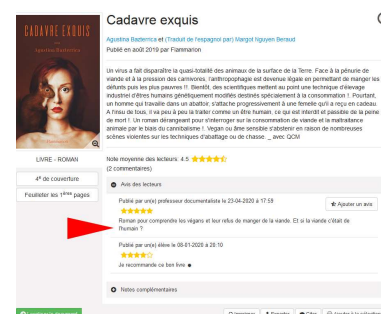 CADAVRE EXQUIS
Agustina Bazterrica
Flammarion
LIVRE - ROMAN
4e de couverture
Feuilleter les 1ères pages
Cadavre exquis
Agustina Bazterrica et (Traduit de l'espagnol par) Margot Nguyen Beraud
Publié en août 2019 par Flammarion
Un virus a fait disparaître la quasi-totalité des animaux de la surface de la Terre. Face à la pénurie de
viande et à la pression des carnivores, l'anthropophagie est devenue légale en permettant de manger les
défunts puis les plus pauvres !!. Bientôt, des scientifiques mettent au point une technique d'élevage
industriel d'êtres humains génétiquement modifiés destinés spécialement à la consommation !. Pourtant,
un homme qui travaille dans un abattoir, s'attache progressivement à une femelle qu'il a reçu en cadeau.
A l'insu de tous, il va peu à peu la traiter comme un être humain, ce qui est interdit et passible de la peine
de mort !. Un roman dérangeant pour s'interroger sur la consommation de viande et la maltraitance
animale par le biais du cannibalisme !. Vegan ou âme sensible s'abstenir en raison de nombreuses
scènes violentes sur les techniques d'abattage ou de chasse. _ avec QCM
Note moyenne des lecteurs: 4.5
(2 commentaires)
Avis des lecteurs
Publié par un(e) professeur documentaliste le 23-04-2020 à 17:59
Ajouter un avis
Roman pour comprendre les végans et leur refus de manger de la viande. Et si la viande c'était de
l'humain ?
Publié par un(e) élève le 08-01-2020 à 20:10
Je recommande ce bon livre
Notes complémentaires